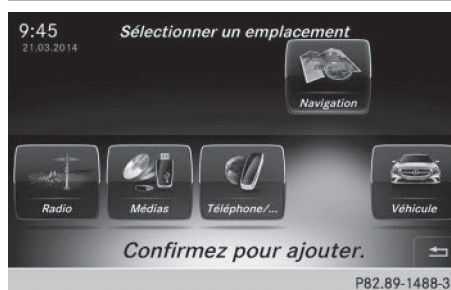 9:45
21.03.2014
Sélectionner un emplacement
Navigation
Radio
Médias
Téléphone/...
Véhicule
Confirmez pour ajouter.
P82.89-1488-3